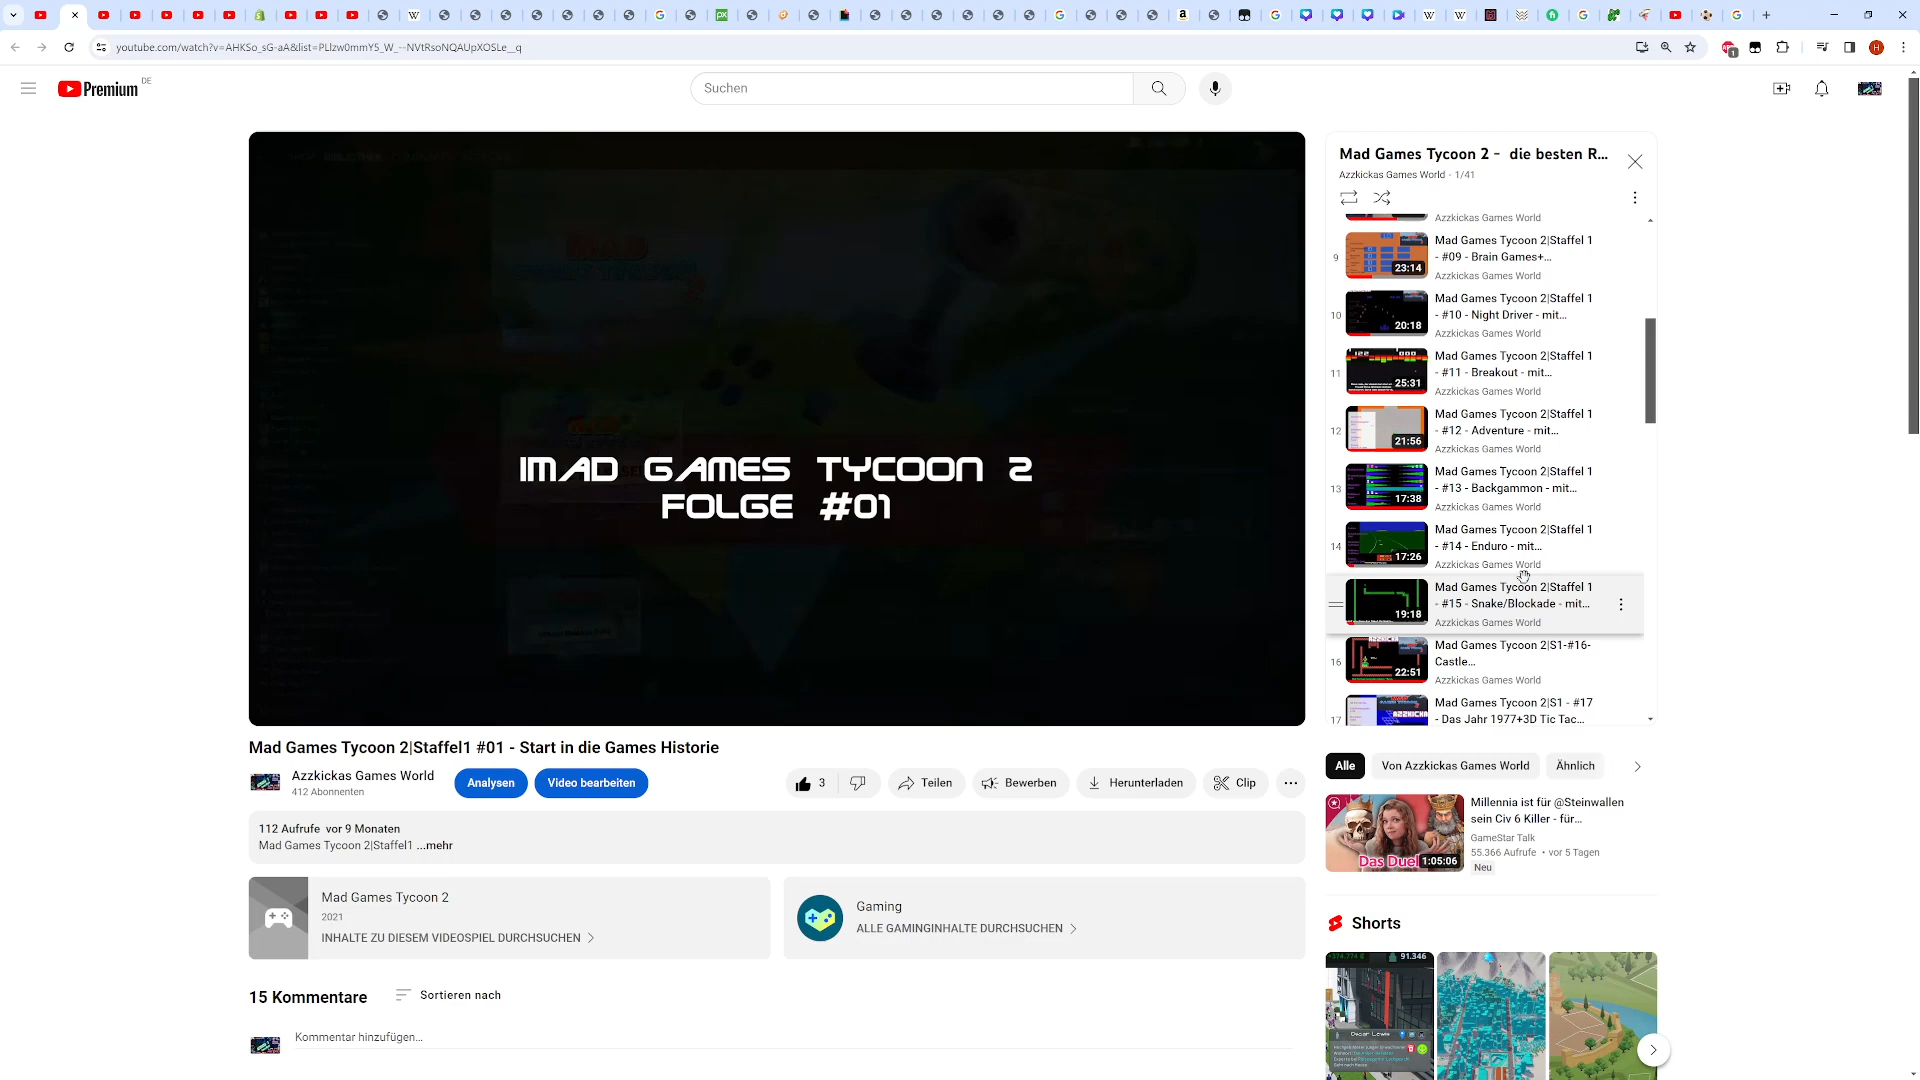 youtube.com/watch?v=AHKSo_sG-aA&list=PLlzw0mmY5_W_--NVtRsoNQAUpXOSLe__q
1
H
Premium DE
Suchen
MAD GAMES TYCOON 2
FOLGE #01
Mad Games Tycoon 2 - die besten R...
Azzkickas Games World · 1/41
Azzkickas Games World
9
23:14
Mad Games Tycoon 2|Staffel 1
- #09 - Brain Games+...
Azzkickas Games World
10
20:18
Mad Games Tycoon 2|Staffel 1
- #10 - Night Driver - mit...
Azzkickas Games World
11
25:31
Mad Games Tycoon 2|Staffel 1
- #11 - Breakout - mit...
Azzkickas Games World
12
21:56
Mad Games Tycoon 2|Staffel 1
- #12 - Adventure - mit...
Azzkickas Games World
13
17:38
Mad Games Tycoon 2|Staffel 1
- #13 - Backgammon - mit...
Azzkickas Games World
14
17:26
Mad Games Tycoon 2|Staffel 1
- #14 - Enduro - mit...
Azzkickas Games World
19:18
Mad Games Tycoon 2|Staffel 1
- #15 - Snake/Blockade - mit...
Azzkickas Games World
16
22:51
Mad Games Tycoon 2|S1-#16-
Castle...
Azzkickas Games World
17
Mad Games Tycoon 2|S1 - #17
- Das Jahr 1977+3D Tic Tac...
Mad Games Tycoon 2|Staffel1 #01 - Start in die Games Historie
Azzkickas Games World
412 Abonnenten
Analysen
Video bearbeiten
3
Teilen
Bewerben
Herunterladen
Clip
112 Aufrufe vor 9 Monaten
Mad Games Tycoon 2|Staffel1 ...mehr
Mad Games Tycoon 2
2021
INHALTE ZU DIESEM VIDEOSPIEL DURCHSUCHEN
Gaming
ALLE GAMINGINHALTE DURCHSUCHEN
15 Kommentare
Sortieren nach
Kommentar hinzufügen...
Alle
Von Azzkickas Games World
Ähnlich
Das Duel
1:05:06
Millennia ist für @Steinwallen
sein Civ 6 Killer - für...
GameStar Talk
55.366 Aufrufe • vor 5 Tagen
Neu
Shorts
91.346
Oscar Lewis